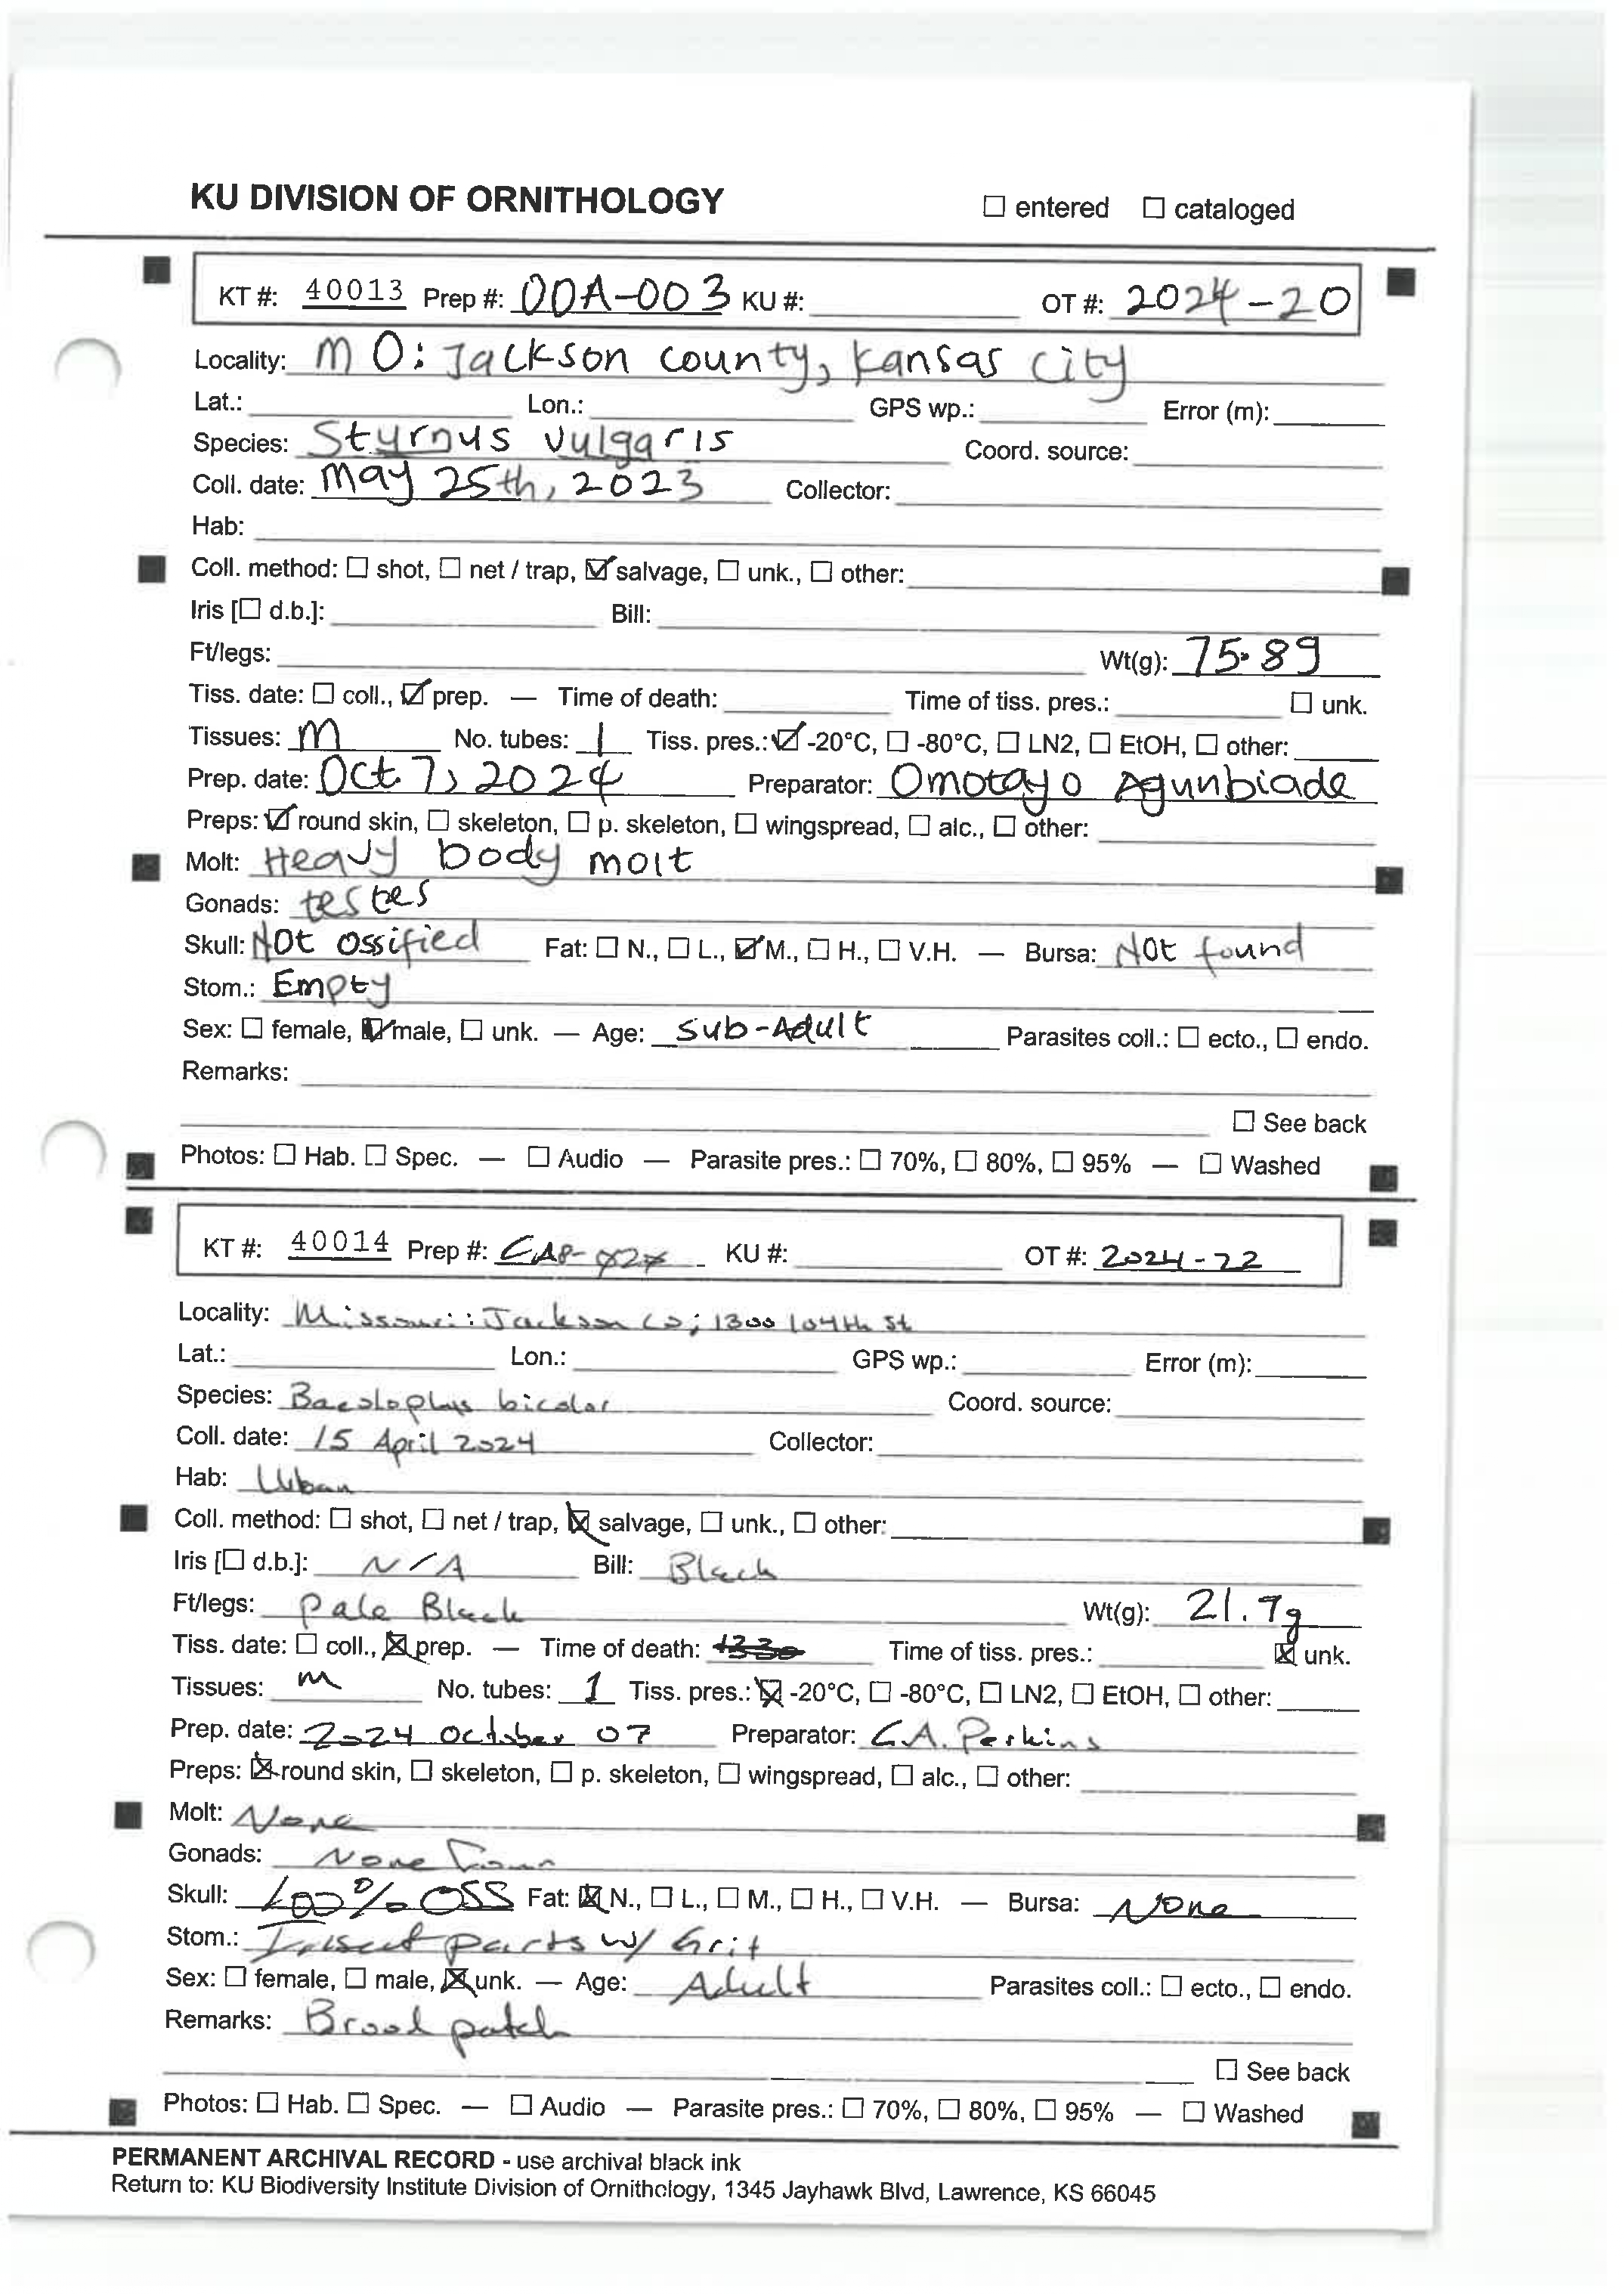 KU DIVISION OF ORNITHOLOGY ☐ entered ☐ cataloged
KT #: 40013 Prep #: OOA-003 KU #: OT #: 2024-20
Locality: MO: Jackson county, Kansas city
Lat.: Lon.: GPS wp.: Error (m):
Species: Sturnus vulgaris Coord. source:
Coll. date: May 25th, 2023 Collector:
Hab:
Coll. method: ☐ shot, ☐ net / trap, ☑ salvage, ☐ unk., ☐ other:
Iris [☐ d.b.]: Bill:
Ft/legs: Wt(g): 75.89
Tiss. date: ☐ coll., ☑ prep. — Time of death: Time of tiss. pres.: ☐ unk.
Tissues: M No. tubes: 1 Tiss. pres.: ☑ -20°C, ☐ -80°C, ☐ LN2, ☐ EtOH, ☐ other:
Prep. date: Oct 7, 2024 Preparator: Omotayo Agunbiade
Preps: ☑ round skin, ☐ skeleton, ☐ p. skeleton, ☐ wingspread, ☐ alc., ☐ other:
Molt: Heavy body molt
Gonads: testes
Skull: Not ossified Fat: ☐ N., ☐ L., ☑ M., ☐ H., ☐ V.H. — Bursa: Not found
Stom.: Empty
Sex: ☐ female, ☑ male, ☐ unk. — Age: Sub-Adult Parasites coll.: ☐ ecto., ☐ endo.
Remarks:
☐ See back
Photos: ☐ Hab. ☐ Spec. — ☐ Audio — Parasite pres.: ☐ 70%, ☐ 80%, ☐ 95% — ☐ Washed
KT #: 40014 Prep #: KU #: OT #: 2024-22
Locality: Missouri: Jackson Co; 1300 104th St
Lat.: Lon.: GPS wp.: Error (m):
Species: bicolor Coord. source:
Coll. date: 15 April 2024 Collector:
Hab: Urban
Coll. method: ☐ shot, ☐ net / trap, ☒ salvage, ☐ unk., ☐ other:
Iris [☐ d.b.]: N/A Bill: Black
Ft/legs: Pale Black Wt(g): 21.7g
Tiss. date: ☐ coll., ☒ prep. — Time of death: Time of tiss. pres.: ☒ unk.
Tissues: m No. tubes: 1 Tiss. pres.: ☒ -20°C, ☐ -80°C, ☐ LN2, ☐ EtOH, ☐ other:
Prep. date: 2024 October 07 Preparator: C.A. Perkins
Preps: ☒ round skin, ☐ skeleton, ☐ p. skeleton, ☐ wingspread, ☐ alc., ☐ other:
Molt: None
Gonads: None
Skull: 100% OSS Fat: ☒ N., ☐ L., ☐ M., ☐ H., ☐ V.H. — Bursa: None
Stom.: Insect parts w/ Grit
Sex: ☐ female, ☐ male, ☒ unk. — Age: Adult Parasites coll.: ☐ ecto., ☐ endo.
Remarks: Brood patch
☐ See back
Photos: ☐ Hab. ☐ Spec. — ☐ Audio — Parasite pres.: ☐ 70%, ☐ 80%, ☐ 95% — ☐ Washed
PERMANENT ARCHIVAL RECORD - use archival black ink
Return to: KU Biodiversity Institute Division of Ornithology, 1345 Jayhawk Blvd, Lawrence, KS 66045